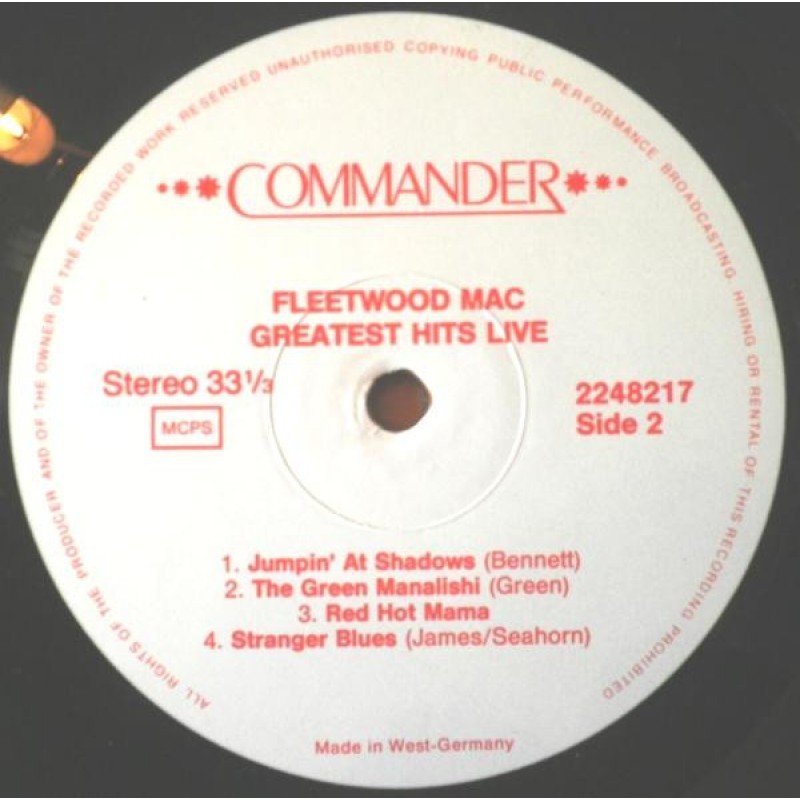 ALL RIGHTS OF THE PRODUCER AND OF THE OWNER OF THE RECORDED WORK RESERVED UNAUTHORISED COPYING PUBLIC PERFORMANCE BROADCASTING. HIRING OR RENTAL OF THIS RECORDING PROHIBITED
COMMANDER
FLEETWOOD MAC
GREATEST HITS LIVE
Stereo 33 1/3
MCPS
2248217
Side 2
1. Jumpin' At Shadows (Bennett)
2. The Green Manalishi (Green)
3. Red Hot Mama
4. Stranger Blues (James/Seahorn)
Made in West-Germany